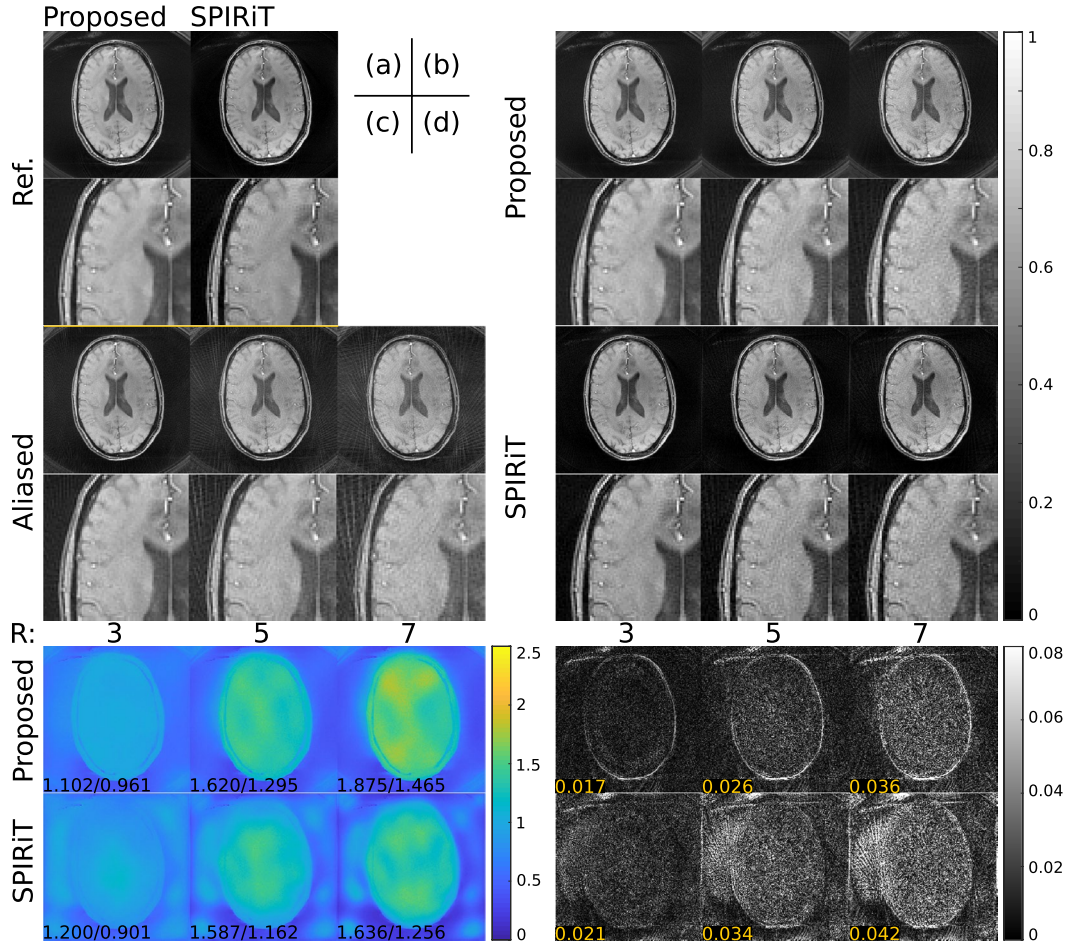 Proposed SPIRiT
(a) (b)
(c) (d)
Ref.
Aliased
Proposed
SPIRiT
1
0.8
0.6
0.4
0.2
0
R: 3 5 7
3 5 7
Proposed
1.102/0.961 1.620/1.295 1.875/1.465
SPIRiT
1.200/0.901 1.587/1.162 1.636/1.256
2.5
2
1.5
1
0.5
0
0.017 0.026 0.036
0.021 0.034 0.042
0.08
0.06
0.04
0.02
0